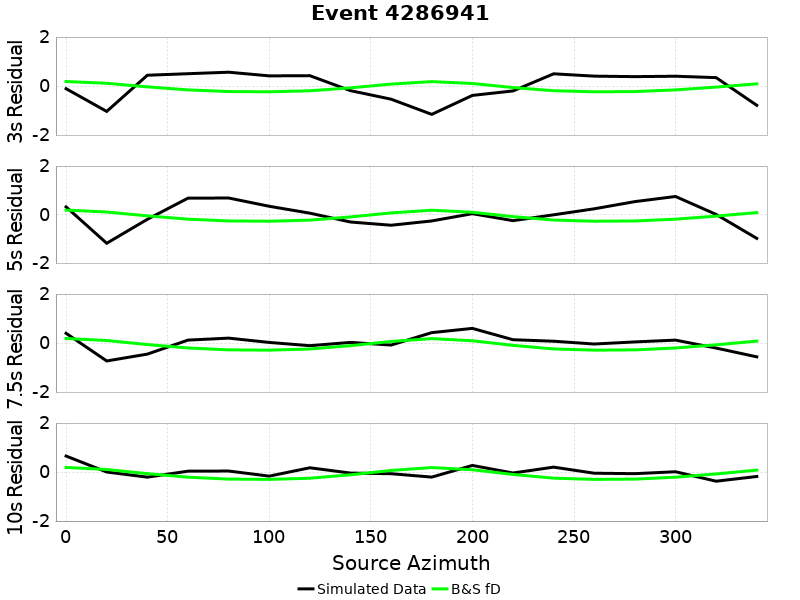 Event 4286941
3s Residual
2
0
-2
5s Residual
2
0
-2
7.5s Residual
2
0
-2
10s Residual
2
0
-2
0 50 100 150 200 250 300
Source Azimuth
Simulated Data B&S fD